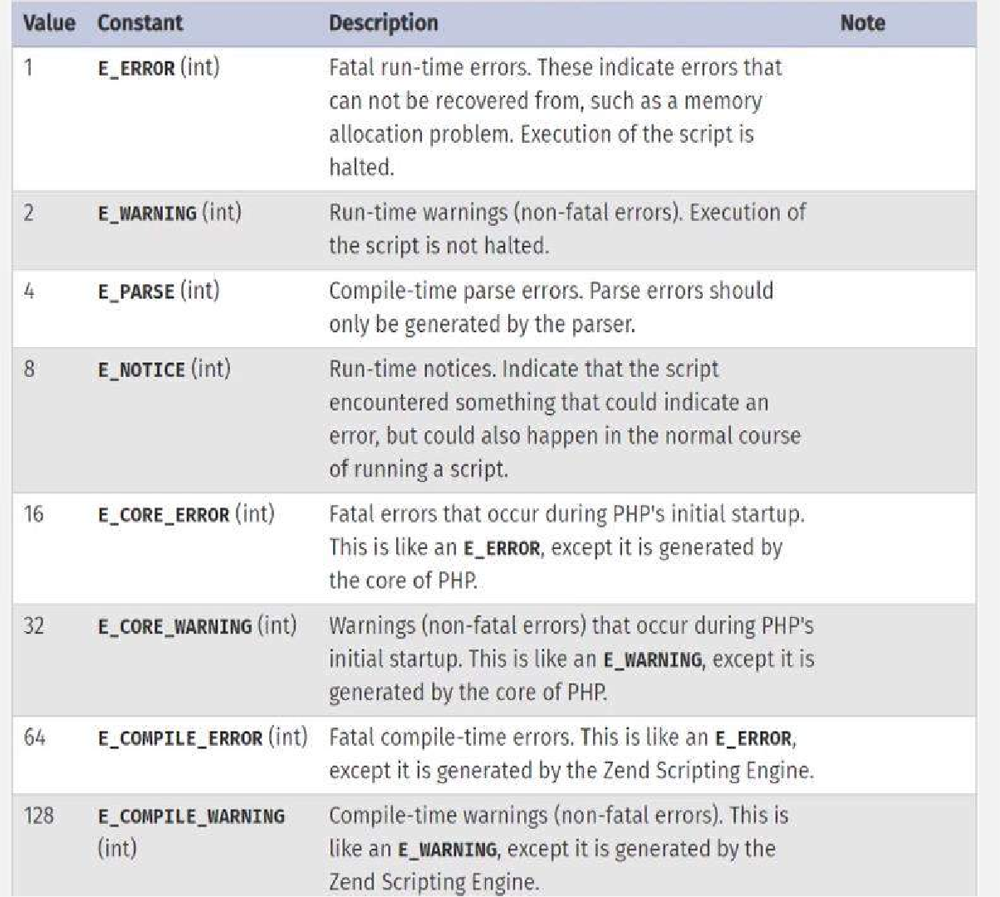 Value Constant Description Note
1 E_ERROR (int) Fatal run-time errors. These indicate errors that
can not be recovered from, such as a memory
allocation problem. Execution of the script is
halted.
2 E_WARNING (int) Run-time warnings (non-fatal errors). Execution of
the script is not halted.
4 E_PARSE (int) Compile-time parse errors. Parse errors should
only be generated by the parser.
8 E_NOTICE (int) Run-time notices. Indicate that the script
encountered something that could indicate an
error, but could also happen in the normal course
of running a script.
16 E_CORE_ERROR (int) Fatal errors that occur during PHP's initial startup.
This is like an E_ERROR, except it is generated by
the core of PHP.
32 E_CORE_WARNING (int) Warnings (non-fatal errors) that occur during PHP's
initial startup. This is like an E_WARNING, except it is
generated by the core of PHP.
64 E_COMPILE_ERROR (int) Fatal compile-time errors. This is like an E_ERROR,
except it is generated by the Zend Scripting Engine.
128 E_COMPILE_WARNING Compile-time warnings (non-fatal errors). This is
(int) like an E_WARNING, except it is generated by the
Zend Scripting Engine.